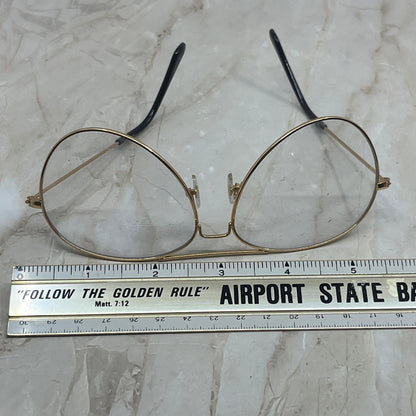 0 1 2 3 4 5
"FOLLOW THE GOLDEN RULE" AIRPORT STATE BA
Matt. 7:12
30 29 28 27 26 25 24 23 22 21 20 19 18 17 16